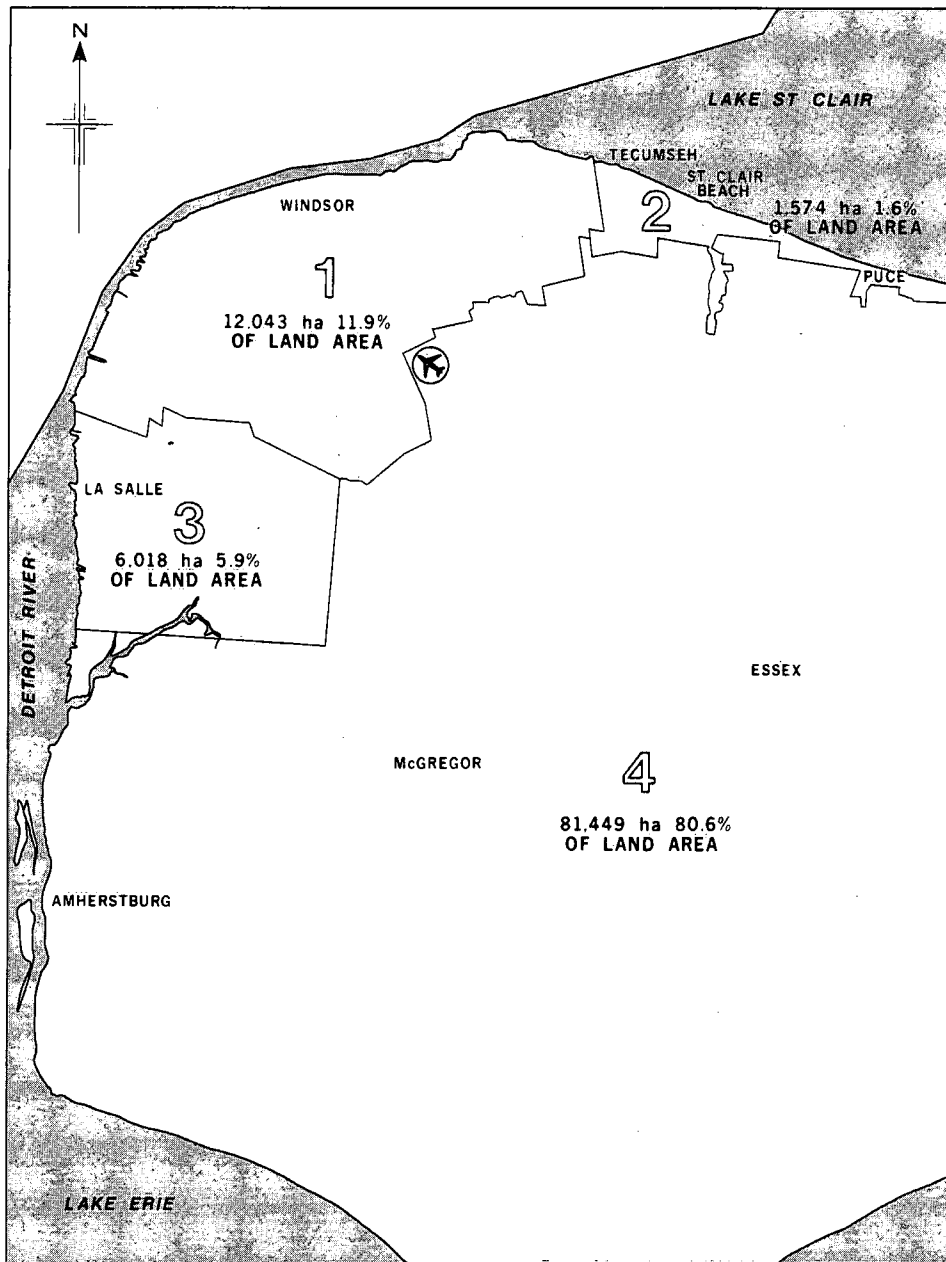 N
LAKE ST CLAIR
TECUMSEH
ST CLAIR
BEACH
WINDSOR
2
1,574 ha 1.6%
OF LAND AREA
PUCE
1
12,043 ha 11.9%
OF LAND AREA
LA SALLE
3
6,018 ha 5.9%
OF LAND AREA
DETROIT RIVER
ESSEX
McGREGOR
4
81,449 ha 80.6%
OF LAND AREA
AMHERSTBURG
LAKE ERIE